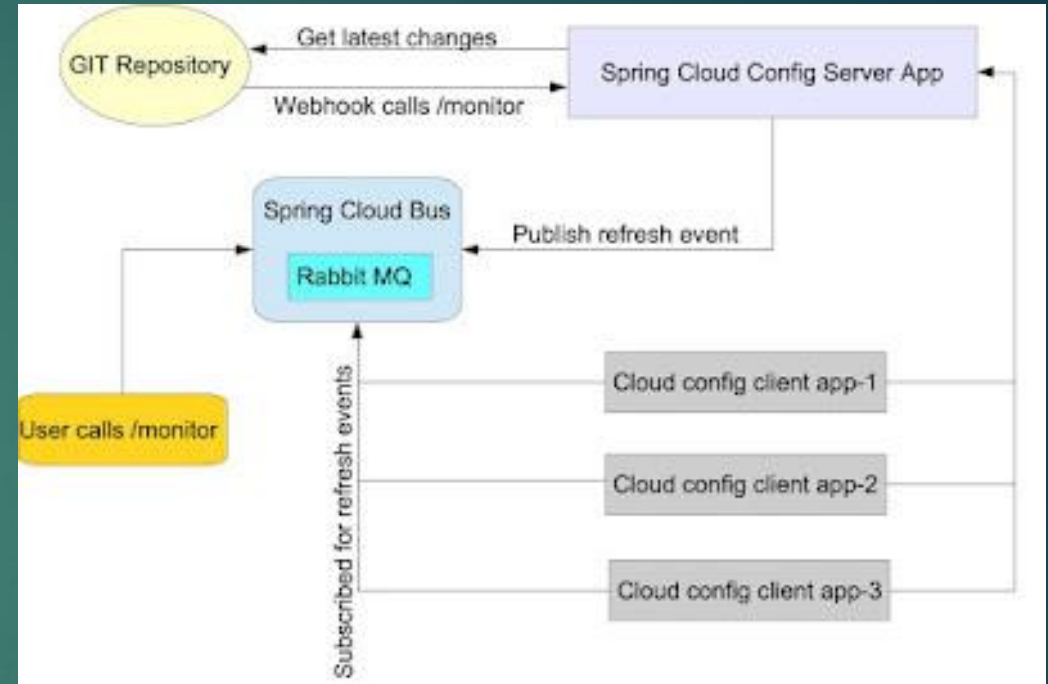 Get latest changes
GIT Repository
Spring Cloud Config Server App
Webhook calls /monitor
Spring Cloud Bus
Publish refresh event
Rabbit MQ
Cloud config client app-1
User calls /monitor
Subscribed for refresh events
Cloud config client app-2
Cloud config client app-3